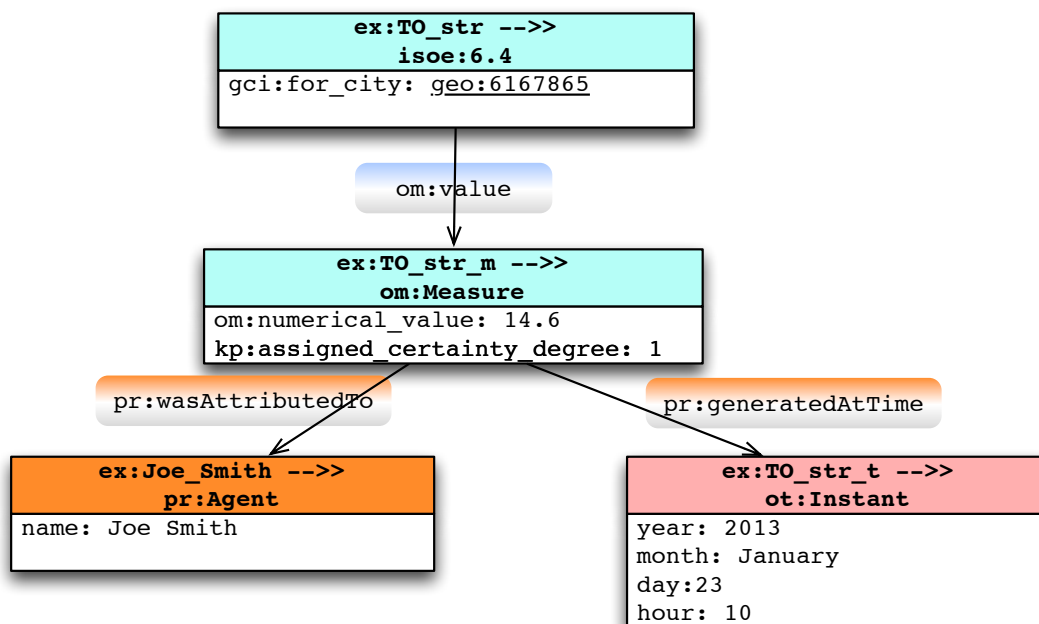 ex:TO_str -->>
isoe:6.4
gci:for_city: geo:6167865
om:value
ex:TO_str_m -->>
om:Measure
om:numerical_value: 14.6
kp:assigned_certainty_degree: 1
pr:wasAttributedTo
pr:generatedAtTime
ex:Joe_Smith -->>
pr:Agent
name: Joe Smith
ex:TO_str_t -->>
ot:Instant
year: 2013
month: January
day:23
hour: 10